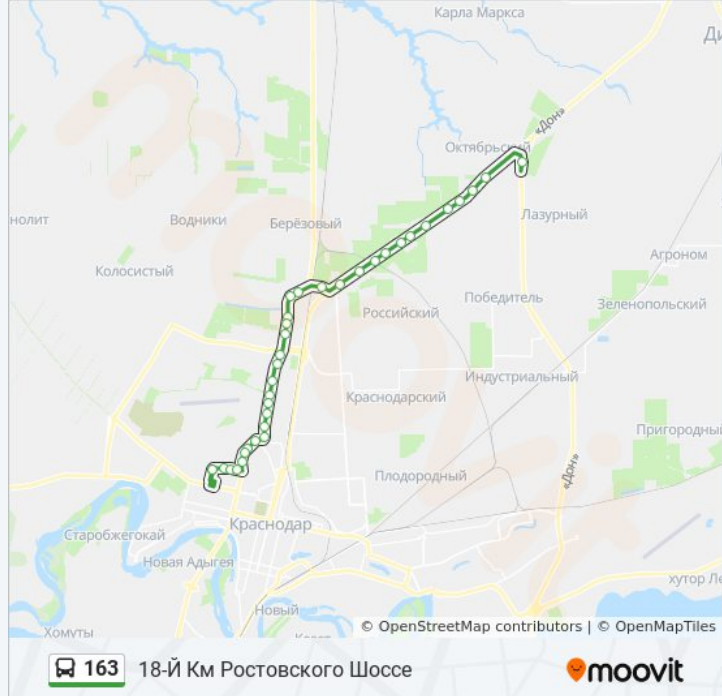 Карла Маркса
Ди
«Дон»
Октябрьский
нолит
Водники
Берёзовый
Лазурный
Колосистый
Агроном
Победитель
Зеленопольский
Российский
Индустриальный
Краснодарский
Пригородны
Плодородный
«Дон»
Краснодар
Старобжегокай
Новая Адыгея
хутор Ле
Новый
Хомуты
© OpenStreetMap contributors | © OpenMapTiles
163 18-Й Км Ростовского Шоссе moovit